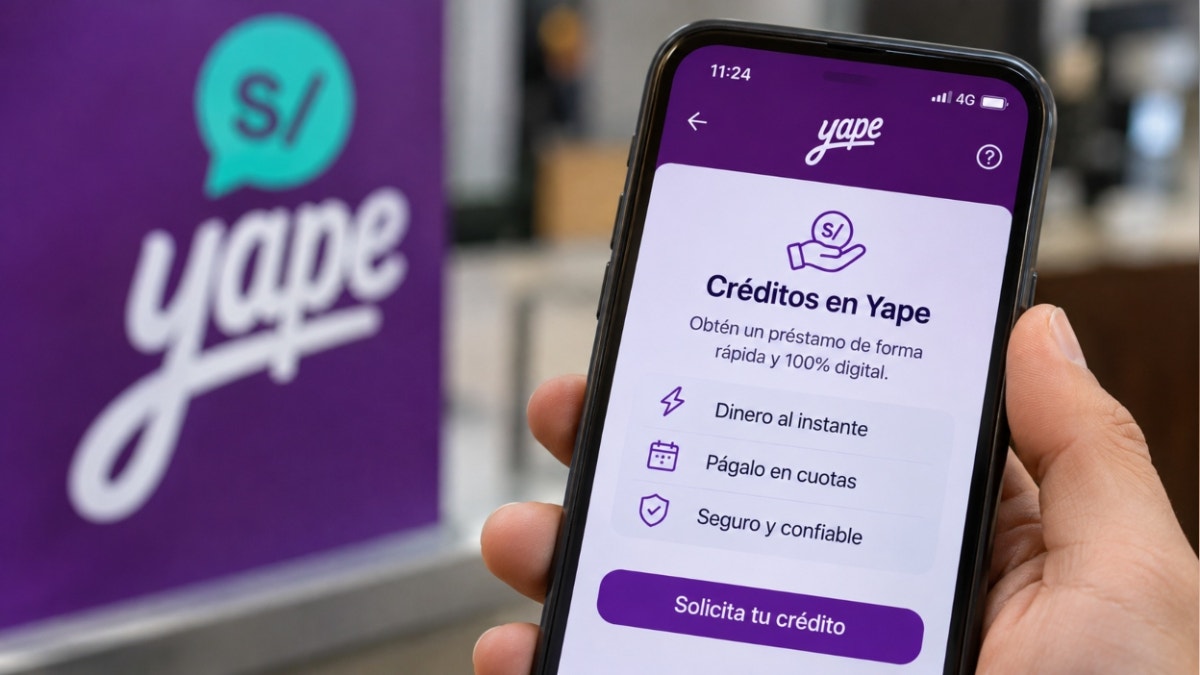 S/
yape
11:24
4G
yape
?
S/
Créditos en Yape
Obtén un préstamo de forma
rápida y 100% digital.
Dinero al instante
Págalo en cuotas
Seguro y confiable
Solicita tu crédito